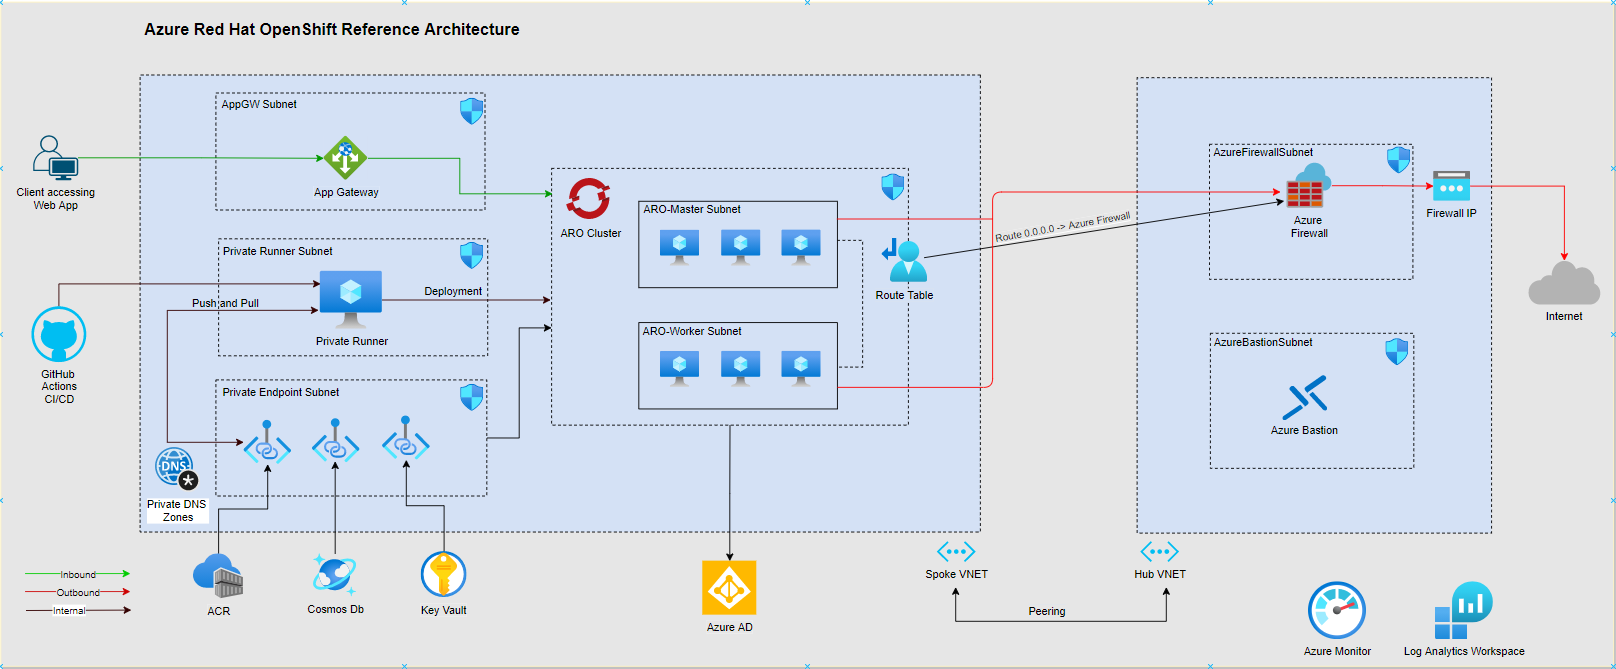 Azure Red Hat OpenShift Reference Architecture
AppGW Subnet
App Gateway
Client accessing
Web App
ARO Cluster
ARO-Master Subnet
Route Table
Route 0.0.0.0 -> Azure Firewall
AzureFirewallSubnet
Azure
Firewall
Firewall IP
Internet
Private Runner Subnet
Push and Pull
Deployment
Private Runner
GitHub
Actions
CI/CD
ARO-Worker Subnet
AzureBastionSubnet
Azure Bastion
Private Endpoint Subnet
DNS
Private DNS
Zones
Inbound
Outbound
Internal
ACR
Cosmos Db
Key Vault
Azure AD
Spoke VNET
Hub VNET
Peering
Azure Monitor
Log Analytics Workspace